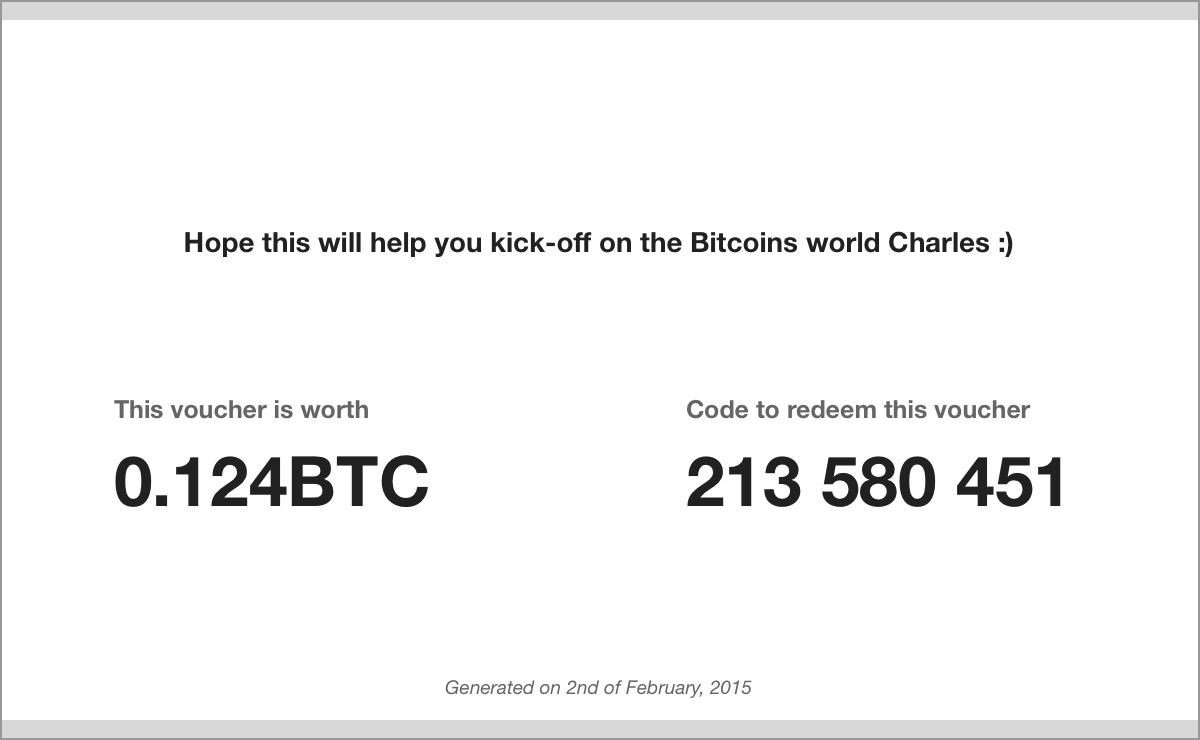 Hope this will help you kick-off on the Bitcoins world Charles :)
This voucher is worth
0.124BTC
Code to redeem this voucher
213 580 451
Generated on 2nd of February, 2015